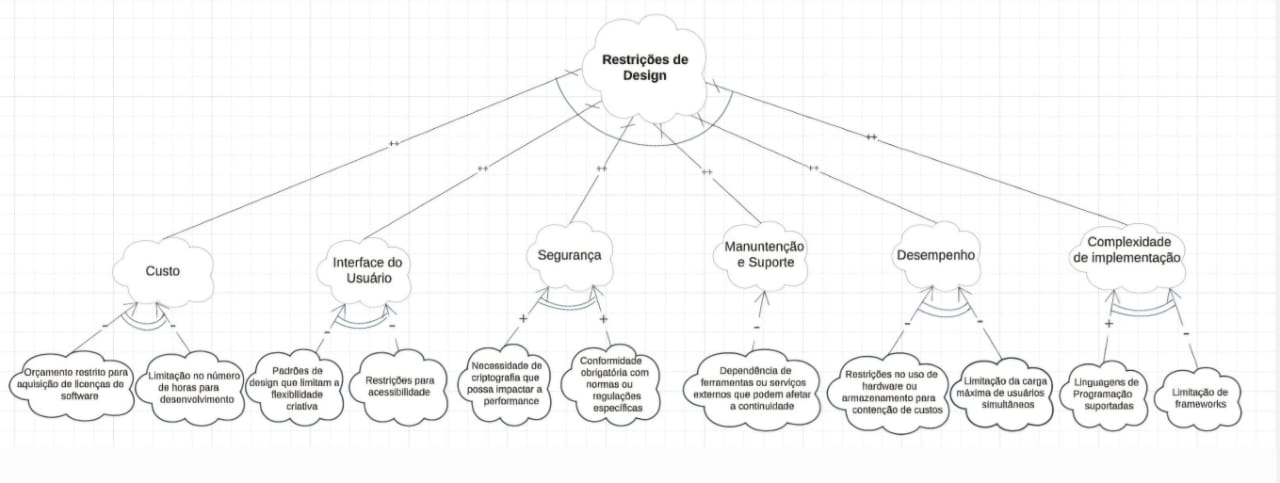 Restrições de
Design
++
++
++
++
++
++
Custo
Interface do
Usuário
Segurança
Manuntenção
e Suporte
Desempenho
Complexidade
de implementação
-
-
-
-
+
+
-
-
-
+
-
Orçamento restrito para
aquisição de licenças de
software
Limitação no número
de horas para
desenvolvimento
Padrões de
design que limitam a
flexibilidade
criativa
Restrições para
acessibilidade
Necessidade de
criptografia que
possa impactar a
performance
Conformidade
obrigatória com
normas ou
regulações
específicas
Dependência de
ferramentas ou serviços
externos que podem afetar
a continuidade
Restrições no uso de
hardware ou
armazenamento para
contenção de custos
Limitação da carga
máxima de usuários
simultâneos
Linguagens de
Programação
suportadas
Limitação de
frameworks